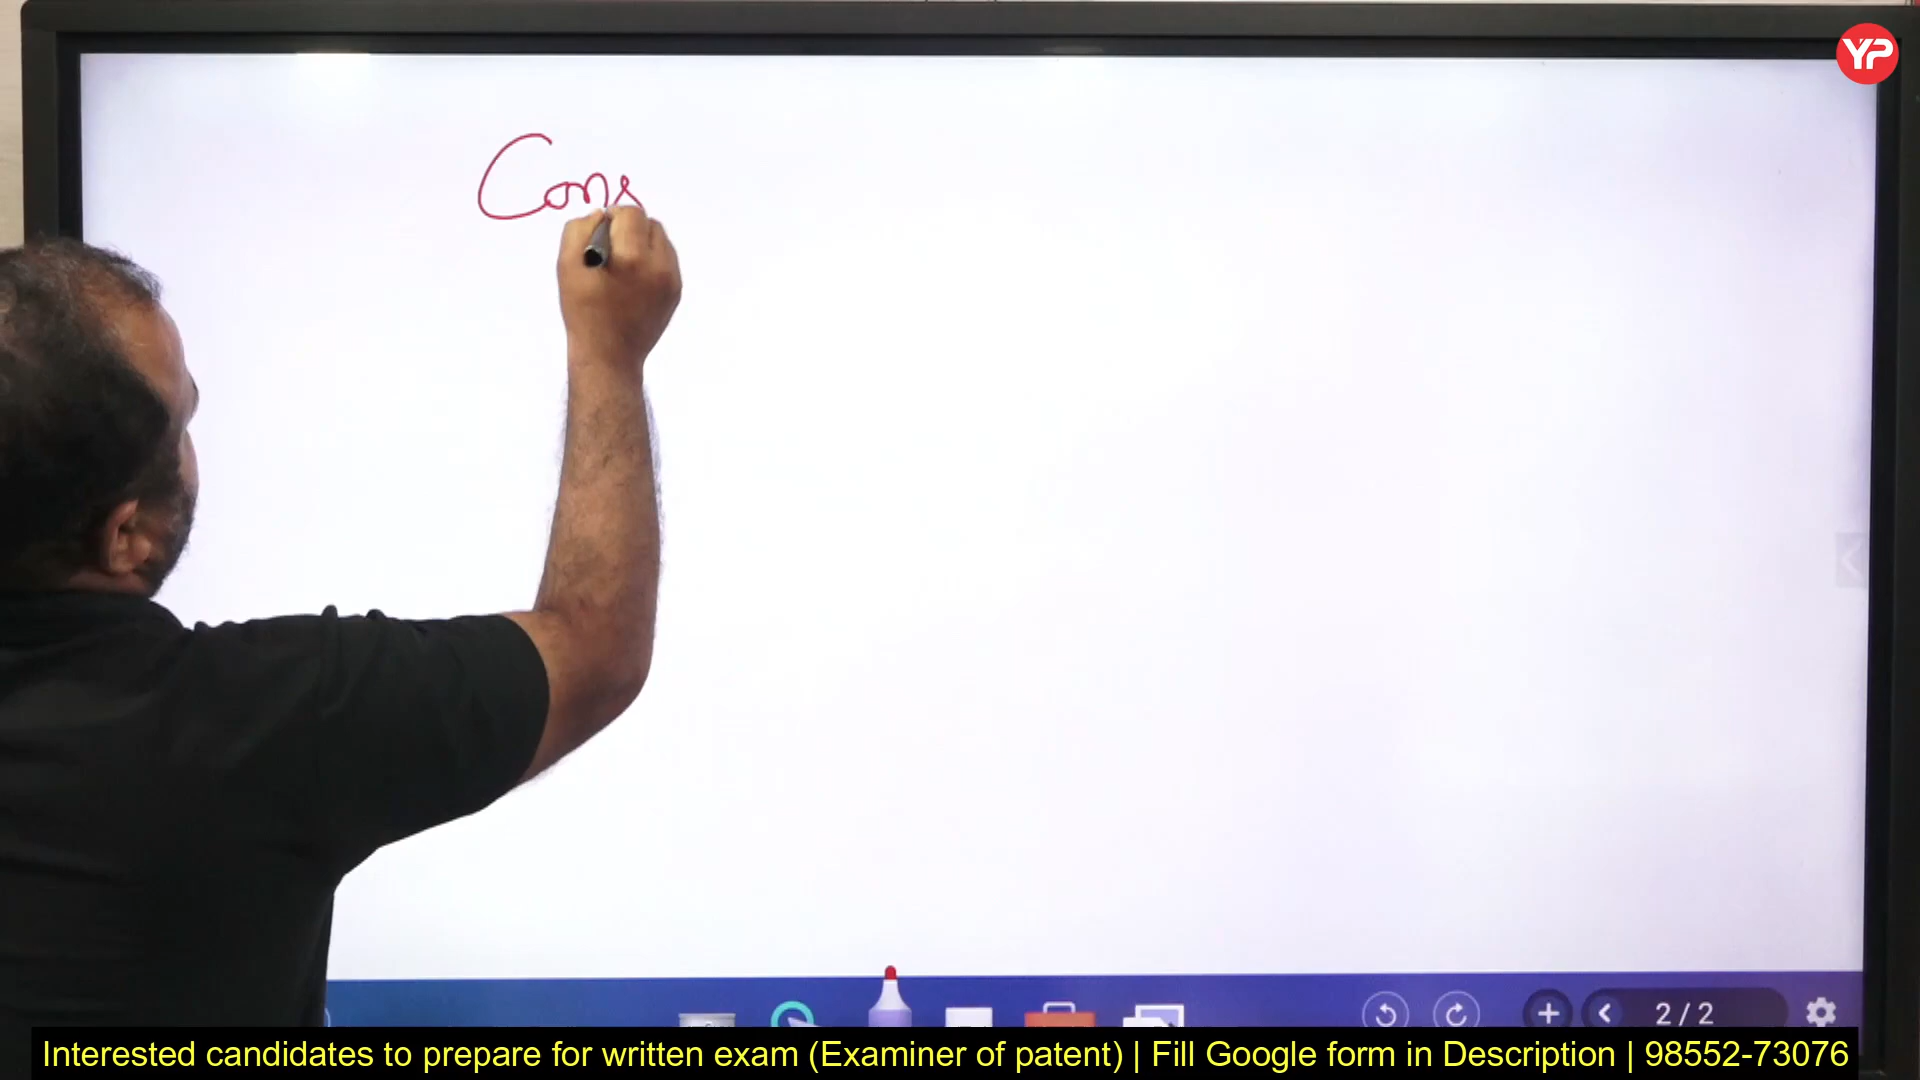 YP
Cons
2 / 2
Interested candidates to prepare for written exam (Examiner of patent) | Fill Google form in Description | 98552-73076